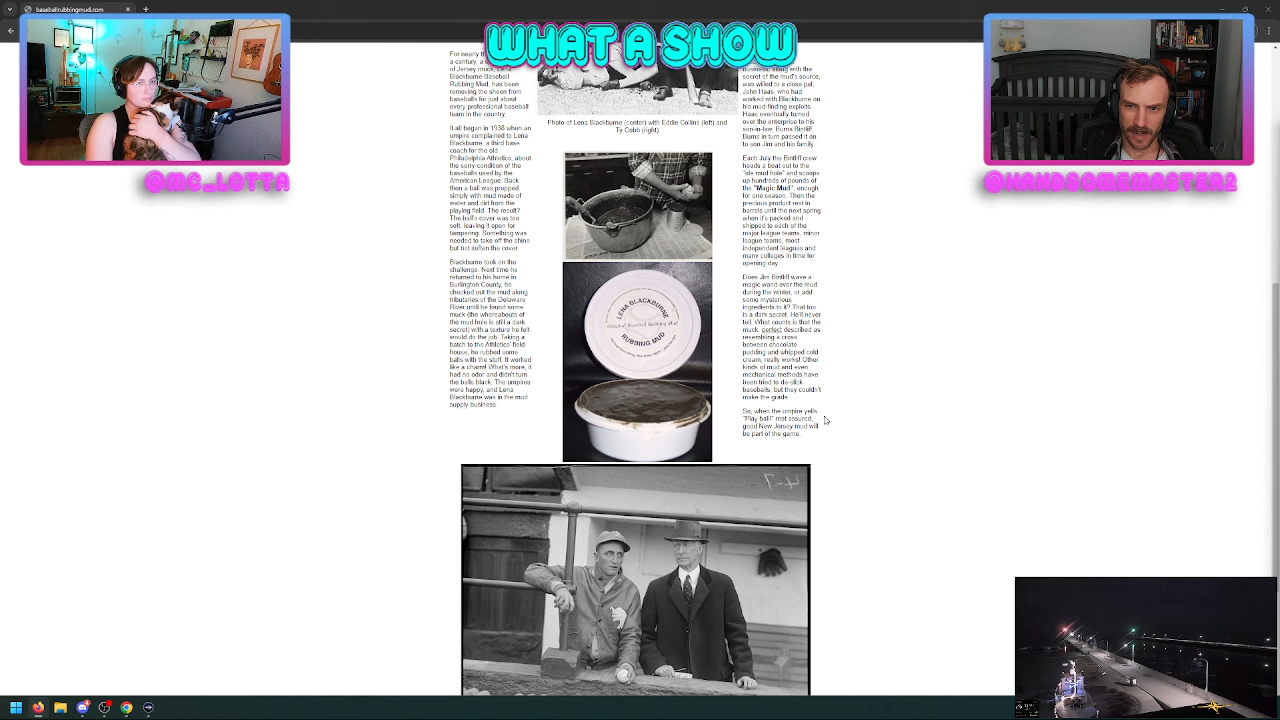 baseballrubbingmud.com
WHAT A SHOW
@MC_LOTTA
@HANDSOMEMASTER2
For nearly
a century, a
of Jersey muck, Lena
Blackburne Baseball
Rubbing Mud, has been
removing the sheen from
baseballs for just about
every professional baseball
team in the country.
It all began in 1938 when an
umpire complained to Lena
Blackburne, a third base
coach for the old
Philadelphia Athletics, about
the sorry condition of the
baseballs used by the
American League. Back
then a ball was prepped
simply with mud made of
water and dirt from the
playing field. The result?
The ball's cover was too
soft, leaving it open for
tampering. Something was
needed to take off the shine
but not soften the cover.
Blackburne took on the
challenge. Next time he
returned to his home in
Burlington County, he
checked out the mud along
tributaries of the Delaware
River until he found some
muck (the whereabouts of
the mud hole is still a dark
secret) with a texture he felt
would do the job. Taking a
batch to the Athletics' field
house, he rubbed some
balls with the stuff. It worked
like a charm! What's more, it
had no odor and didn't turn
the balls black. The umpires
were happy, and Lena
Blackburne was in the mud
supply business.
Photo of Lena Blackburne (center) with Eddie Collins (left) and
Ty Cobb (right)
LENA BLACKBURNE
Original Baseball Rubbing Mud
RUBBING MUD
business, along with the
secret of the mud's source,
was willed to a close pal,
John Haas, who had
worked with Blackburne on
his mud-finding exploits.
Haas eventually turned
over the enterprise to his
son-in-law, Burns Bintliff.
Burns in turn passed it on
to son Jim and his family.
Each July the Bintliff crew
heads a boat out to the
"ole mud hole" and scoops
up hundreds of pounds of
the "Magic Mud", enough
for one season. Then the
precious product rest in
barrels until the next spring
when it's packed and
shipped to each of the
major league teams, minor
league teams, most
independent leagues and
many colleges in time for
opening day.
Does Jim Bintliff wave a
magic wand over the mud
during the winter, or add
some mysterious
ingredients to it? That too
is a dark secret. He'll never
tell. What counts is that the
muck, perfect described as
resembling a cross
between chocolate
pudding and whipped cold
cream, really works! Other
kinds of mud and even
mechanical methods have
been tried to de-slick
baseballs, but they couldn't
make the grade.
So, when the umpire yells
"Play ball!" rest assured,
good New Jersey mud will
be part of the game.